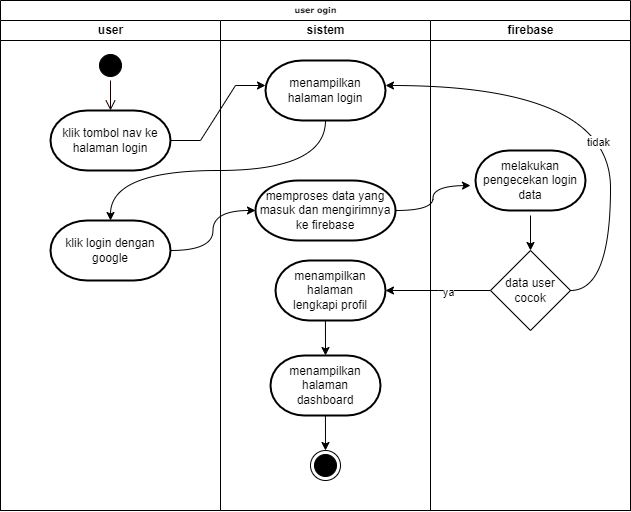 user ogin
user
sistem
firebase
klik tombol nav ke
halaman login
menampilkan
halaman login
tidak
melakukan
pengecekan login
data
memproses data yang
masuk dan mengirimnya
ke firebase
klik login dengan
google
menampilkan
halaman
lengkapi profil
ya
data user
cocok
menampilkan
halaman
dashboard